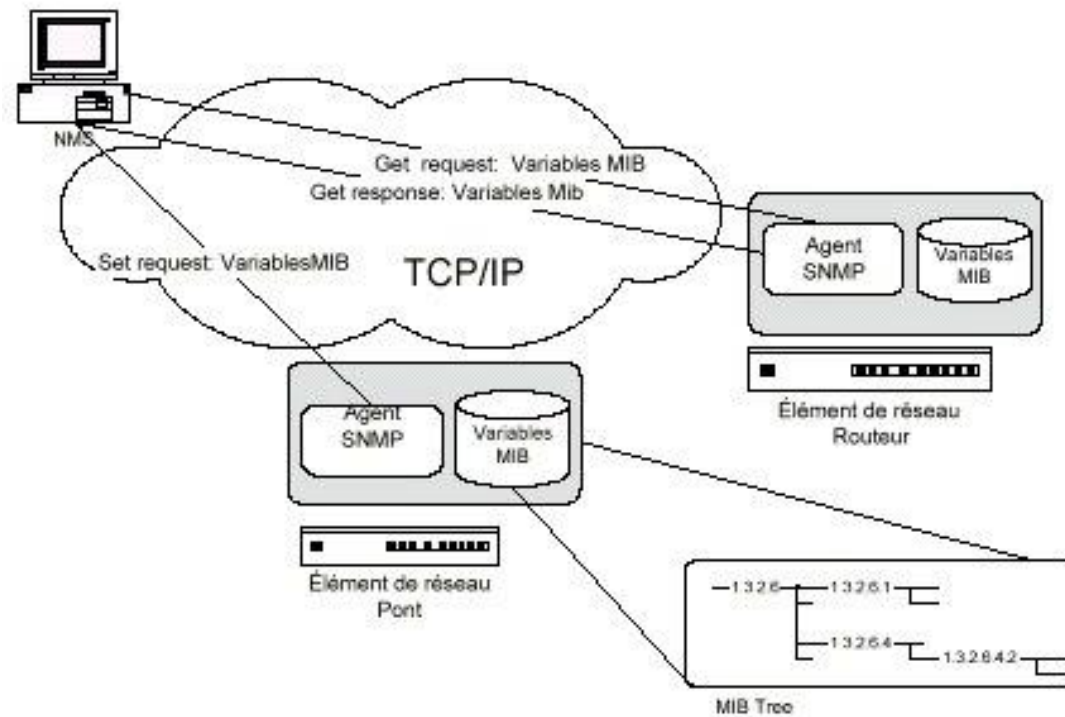 NMS
Get request: Variables MIB
Get response: Variables Mib
Set request: VariablesMIB
TCP/IP
Agent
SNMP
Variables
MIB
Élément de réseau
Routeur
Agent
SNMP
Variables
MIB
Élément de réseau
Pont
1.3.2.6
1.3.2.6.1
1.3.2.6.4
1.3.2.6.4.2
MIB Tree